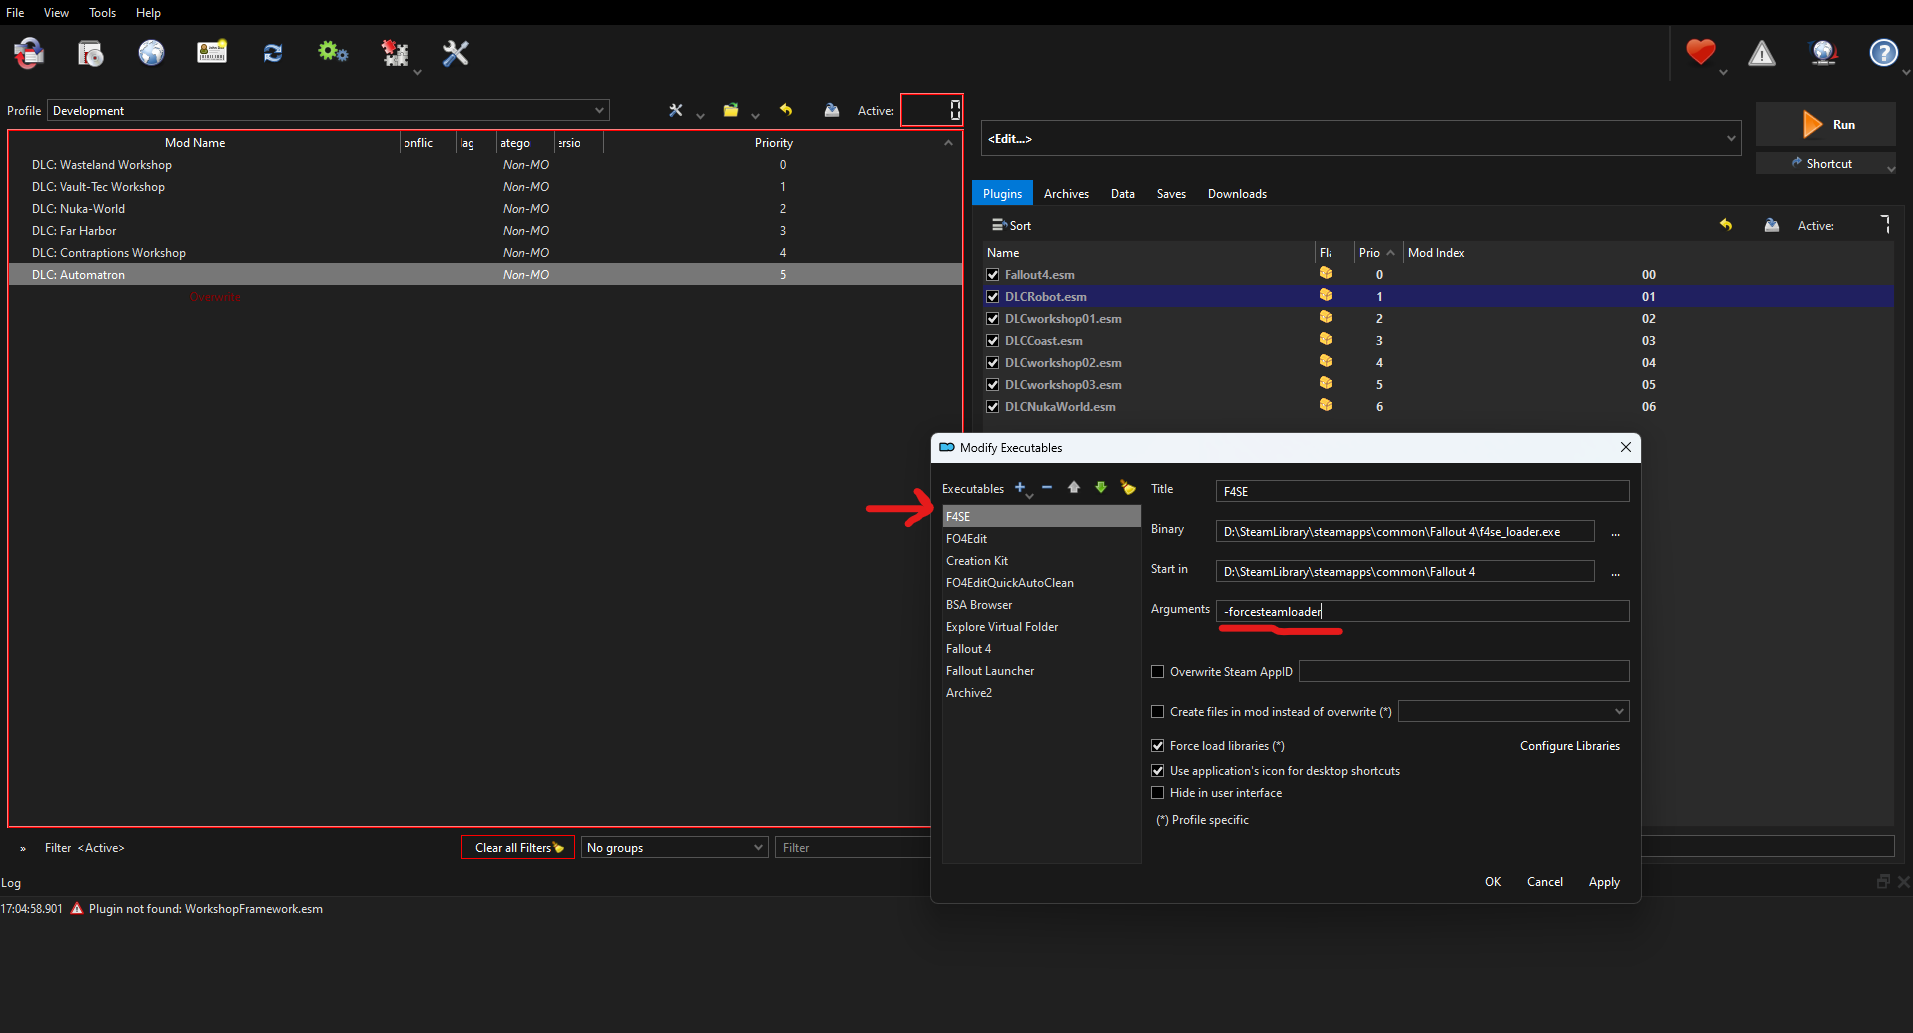 File View Tools Help
Profile Development Active: 0
Mod Name onflic lag atego ersio Priority
DLC: Wasteland Workshop Non-MO 0
DLC: Vault-Tec Workshop Non-MO 1
DLC: Nuka-World Non-MO 2
DLC: Far Harbor Non-MO 3
DLC: Contraptions Workshop Non-MO 4
DLC: Automatron Non-MO 5
Overwrite
<Edit...> Run
Shortcut
Plugins Archives Data Saves Downloads
Sort Active: 7
Name Fl Prio Mod Index
Fallout4.esm 0 00
DLCRobot.esm 1 01
DLCworkshop01.esm 2 02
DLCCoast.esm 3 03
DLCworkshop02.esm 4 04
DLCworkshop03.esm 5 05
DLCNukaWorld.esm 6 06
Modify Executables
Executables
F4SE
FO4Edit
Creation Kit
FO4EditQuickAutoClean
BSA Browser
Explore Virtual Folder
Fallout 4
Fallout Launcher
Archive2
Title F4SE
Binary D:\SteamLibrary\steamapps\common\Fallout 4\f4se_loader.exe ...
Start in D:\SteamLibrary\steamapps\common\Fallout 4 ...
Arguments -forcesteamloader
Overwrite Steam AppID
Create files in mod instead of overwrite (*)
Force load libraries (*) Configure Libraries
Use application's icon for desktop shortcuts
Hide in user interface
(*) Profile specific
OK Cancel Apply
» Filter <Active> Clear all Filters No groups Filter
Log
17:04:58.901 Plugin not found: WorkshopFramework.esm